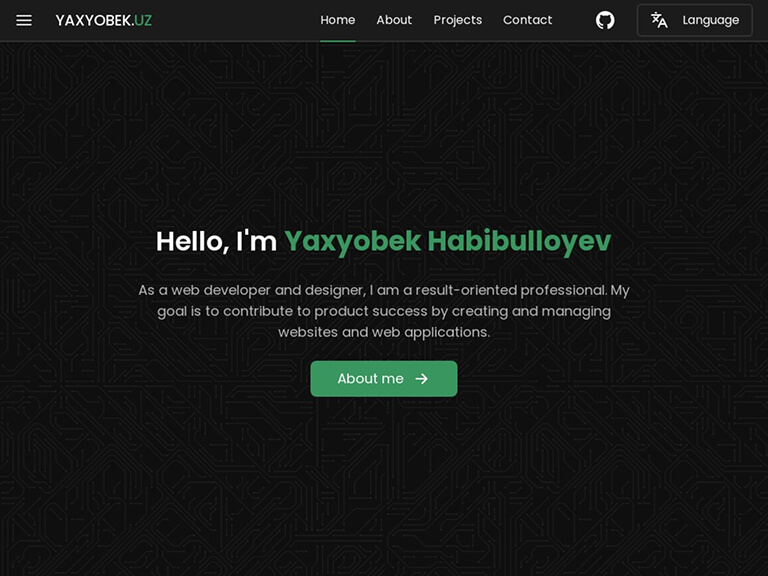 YAXYOBEK.UZ
Home
About
Projects
Contact
Language
Hello, I'm Yaxyobek Habibulloyev
As a web developer and designer, I am a result-oriented professional. My
goal is to contribute to product success by creating and managing
websites and web applications.
About me